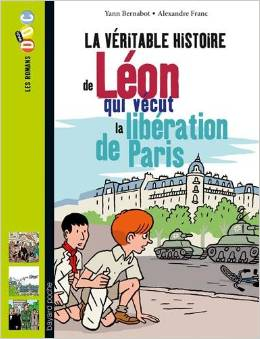 Yann Bernabot • Alexandre Franc
LA VÉRITABLE HISTOIRE
de Léon
qui vécut
la libération
de Paris
LES ROMANS
DOC
bayard poche